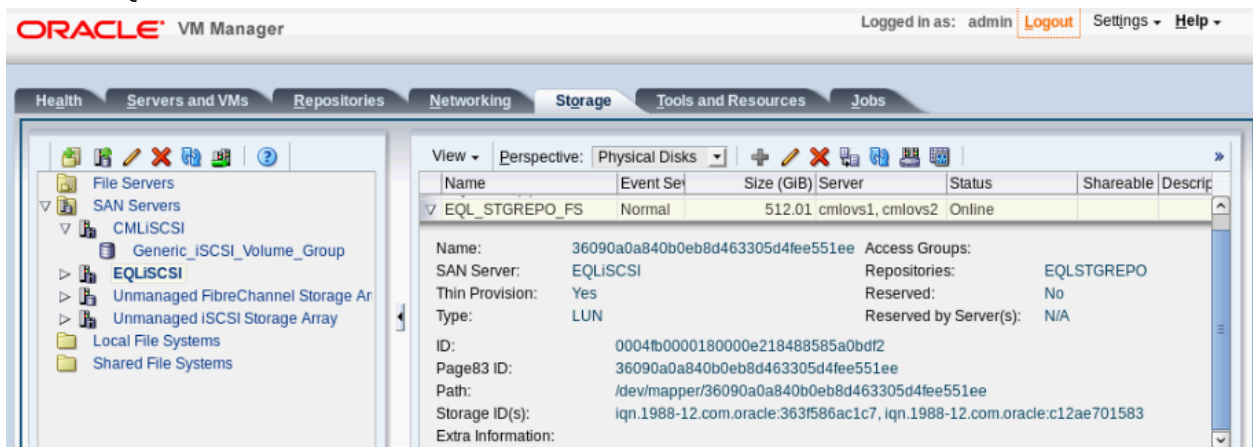 ORACLE VM Manager
Logged in as: admin Logout Settings Help
Health Servers and VMs Repositories Networking Storage Tools and Resources Jobs
File Servers
SAN Servers
CMLiSCSI
Generic_iSCSI_Volume_Group
EQLiSCSI
Unmanaged FibreChannel Storage Ar
Unmanaged iSCSI Storage Array
Local File Systems
Shared File Systems
View Perspective: Physical Disks »
Name Event Sev Size (GiB) Server Status Shareable Descrip
EQL_STGREPO_FS Normal 512.01 cmlovs1, cmlovs2 Online
Name: 36090a0a840b0eb8d463305d4fee551ee Access Groups:
SAN Server: EQLiSCSI Repositories: EQLSTGREPO
Thin Provision: Yes Reserved: No
Type: LUN Reserved by Server(s): N/A
ID: 0004fb0000180000e218488585a0bdf2
Page83 ID: 36090a0a840b0eb8d463305d4fee551ee
Path: /dev/mapper/36090a0a840b0eb8d463305d4fee551ee
Storage ID(s): iqn.1988-12.com.oracle:363f586ac1c7, iqn.1988-12.com.oracle:c12ae701583
Extra Information: